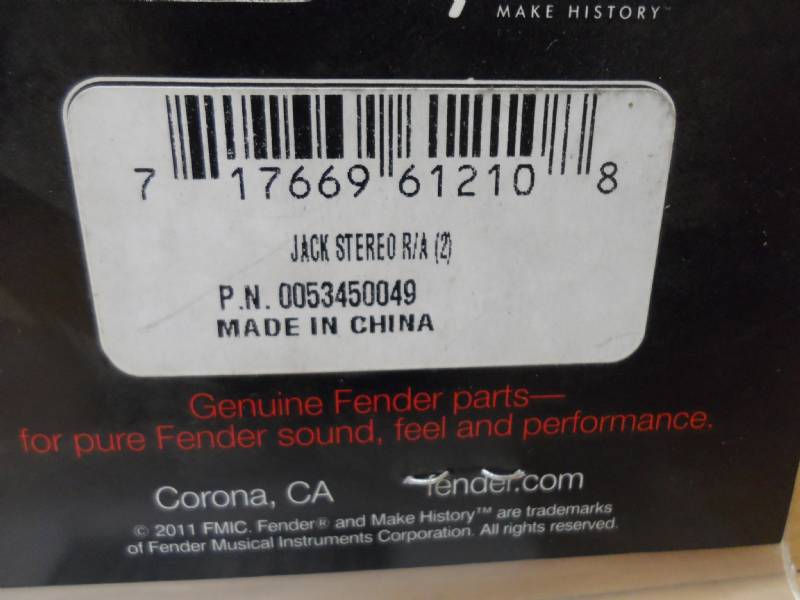 MAKE HISTORY™
7 17669 61210 8
JACK STEREO R/A (2)
P.N. 0053450049
MADE IN CHINA
Genuine Fender parts—
for pure Fender sound, feel and performance.
Corona, CA fender.com
© 2011 FMIC. Fender® and Make History™ are trademarks
of Fender Musical Instruments Corporation. All rights reserved.